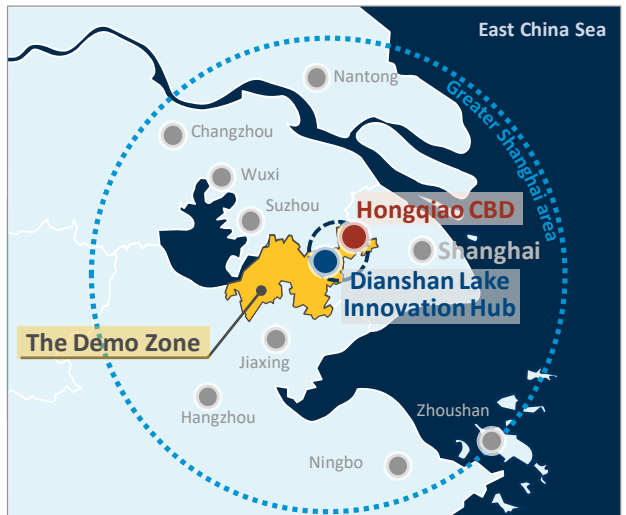 East China Sea
Nantong
Greater Shanghai area
Changzhou
Wuxi
Suzhou
Hongqiao CBD
Shanghai
Dianshan Lake
Innovation Hub
The Demo Zone
Jiaxing
Hangzhou
Zhoushan
Ningbo